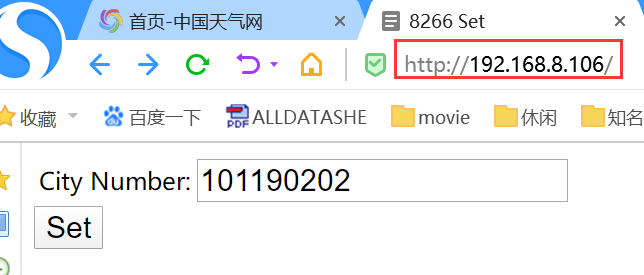 首页-中国天气网
8266 Set
http://192.168.8.106/
收藏
百度一下
PDF
ALLDATASHE
movie
休闲
知名
City Number: 101190202
Set